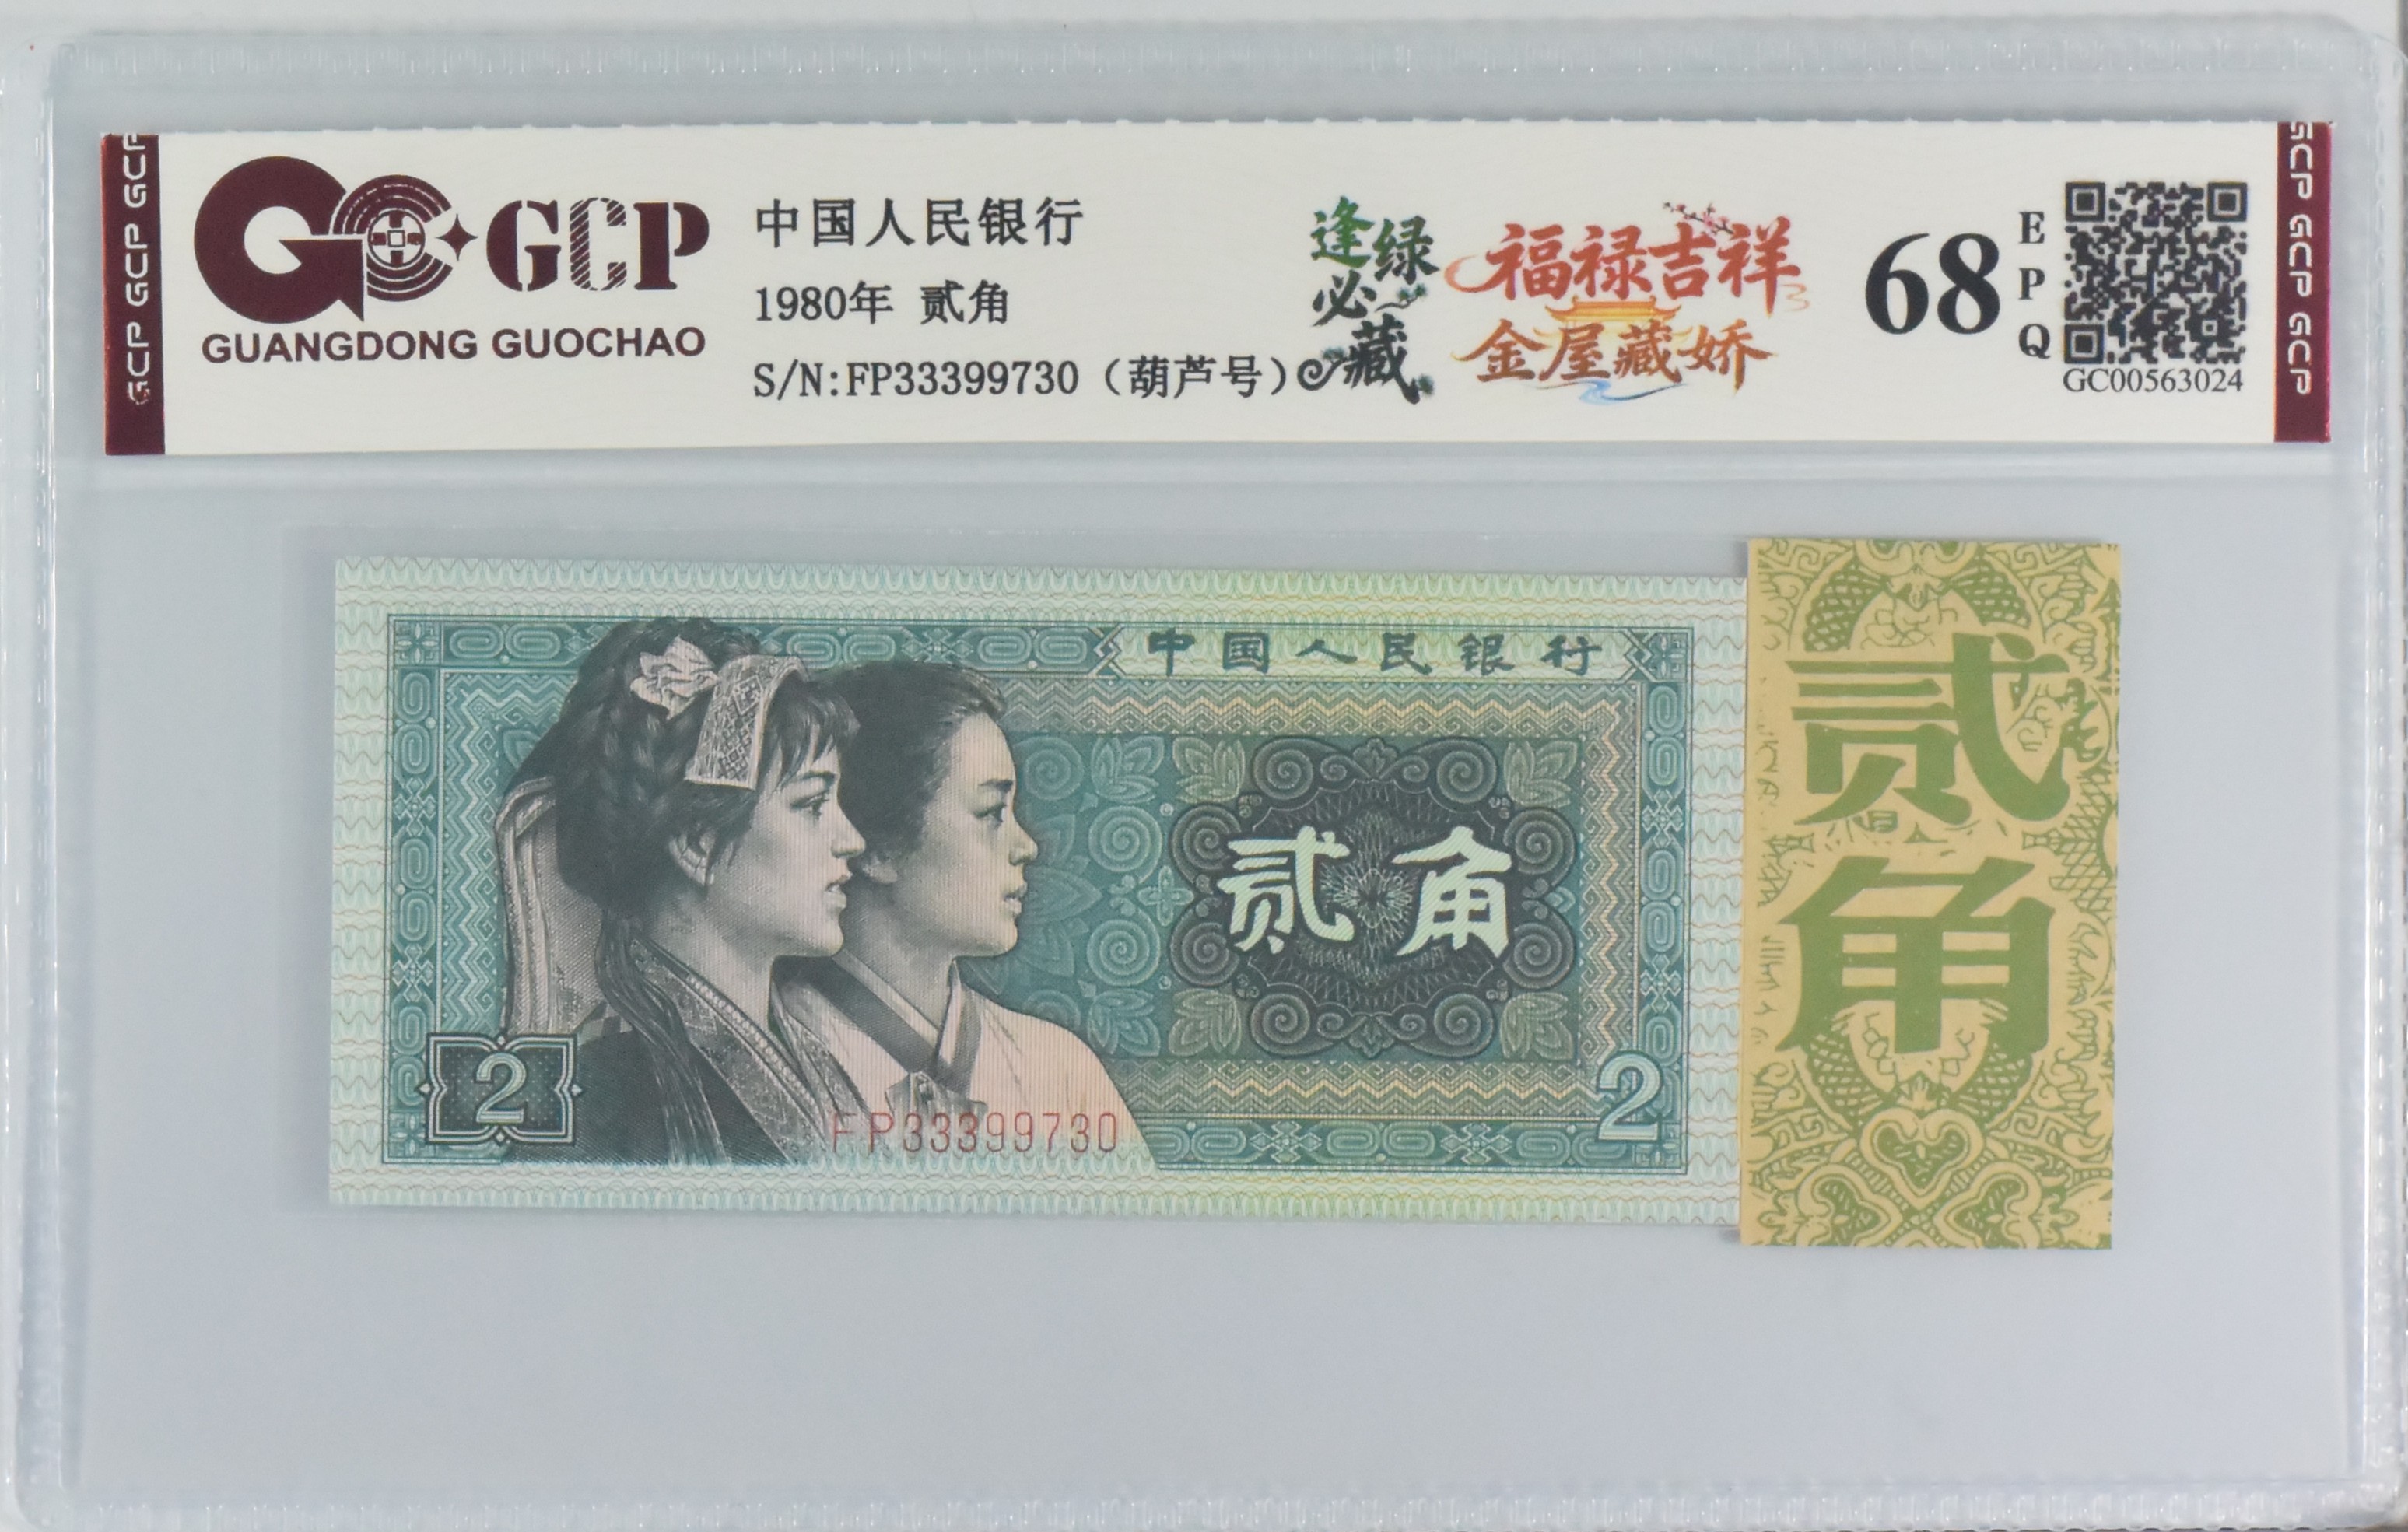 GCP GCP GCP
GCP
GUANGDONG GUOCHAO
中国人民银行
1980年 贰角
S/N:FP33399730（葫芦号）
逢绿必藏
福禄吉祥
金屋藏娇
68
EPQ
GC00563024
GCP GCP GCP
中国人民银行
贰角
2
FP33399730
2
贰角